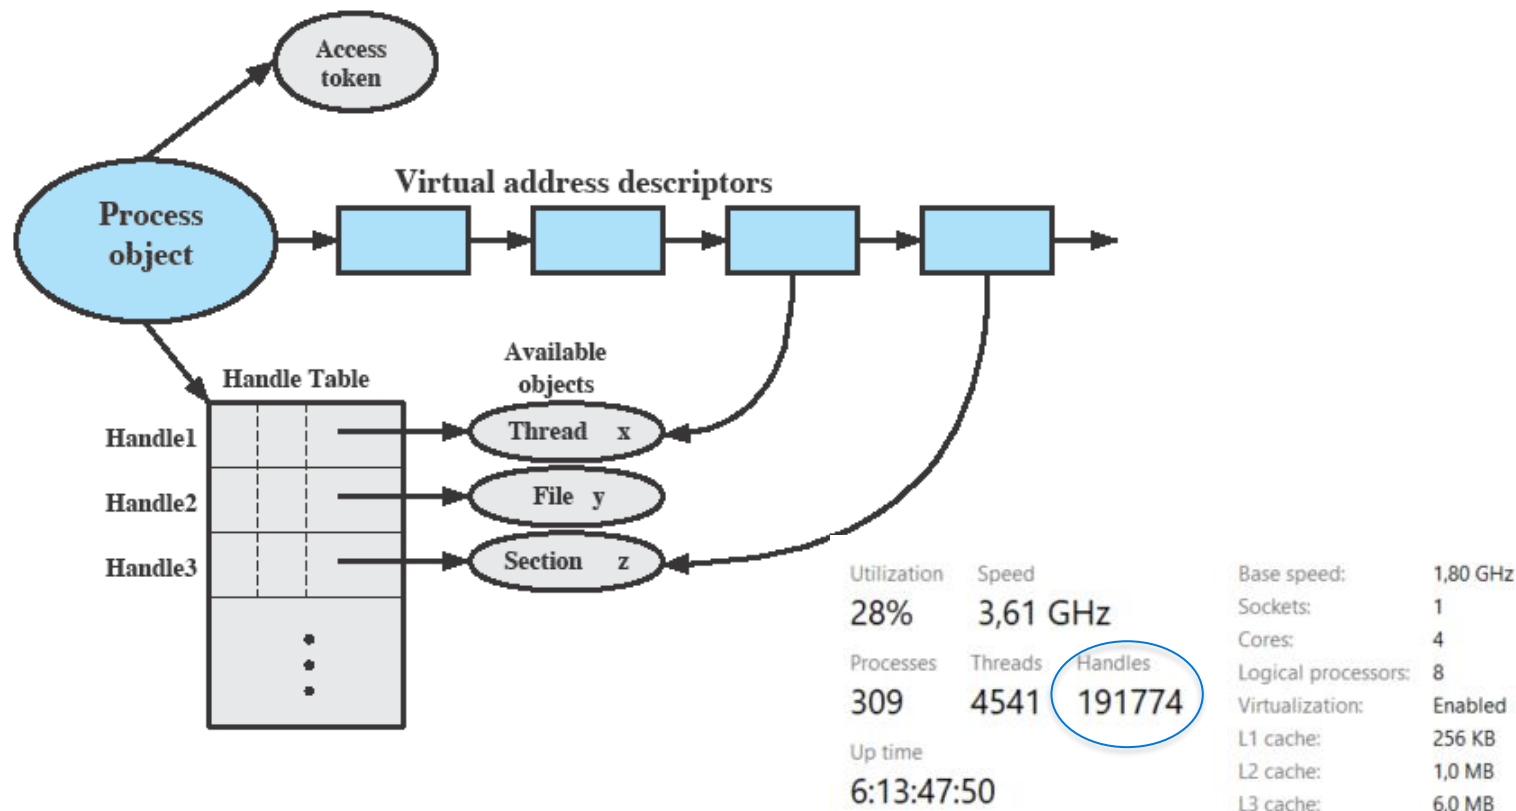 Access
token
Process
object
Virtual address descriptors
Handle Table
Available
objects
Handle1
Thread x
Handle2
File y
Handle3
Section z
Utilization Speed
28% 3,61 GHz
Processes Threads Handles
309 4541 191774
Up time
6:13:47:50
Base speed: 1,80 GHz
Sockets: 1
Cores: 4
Logical processors: 8
Virtualization: Enabled
L1 cache: 256 KB
L2 cache: 1,0 MB
L3 cache: 6,0 MB